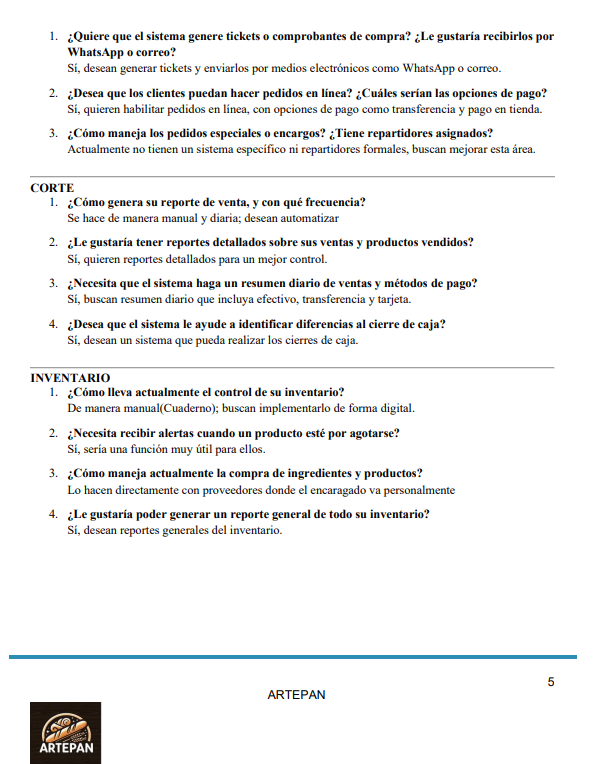 1. ¿Quiere que el sistema genere tickets o comprobantes de compra? ¿Le gustaría recibirlos por
WhatsApp o correo?
Sí, desean generar tickets y enviarlos por medios electrónicos como WhatsApp o correo.
2. ¿Desea que los clientes puedan hacer pedidos en línea? ¿Cuáles serían las opciones de pago?
Sí, quieren habilitar pedidos en línea, con opciones de pago como transferencia y pago en tienda.
3. ¿Cómo maneja los pedidos especiales o encargos? ¿Tiene repartidores asignados?
Actualmente no tienen un sistema específico ni repartidores formales, buscan mejorar esta área.
CORTE
1. ¿Cómo genera su reporte de venta, y con qué frecuencia?
Se hace de manera manual y diaria; desean automatizar
2. ¿Le gustaría tener reportes detallados sobre sus ventas y productos vendidos?
Sí, quieren reportes detallados para un mejor control.
3. ¿Necesita que el sistema haga un resumen diario de ventas y métodos de pago?
Sí, buscan resumen diario que incluya efectivo, transferencia y tarjeta.
4. ¿Desea que el sistema le ayude a identificar diferencias al cierre de caja?
Sí, desean un sistema que pueda realizar los cierres de caja.
INVENTARIO
1. ¿Cómo lleva actualmente el control de su inventario?
De manera manual(Cuaderno); buscan implementarlo de forma digital.
2. ¿Necesita recibir alertas cuando un producto esté por agotarse?
Sí, sería una función muy útil para ellos.
3. ¿Cómo maneja actualmente la compra de ingredientes y productos?
Lo hacen directamente con proveedores donde el encaragado va personalmente
4. ¿Le gustaría poder generar un reporte general de todo su inventario?
Sí, desean reportes generales del inventario.
5
ARTEPAN
ARTEPAN